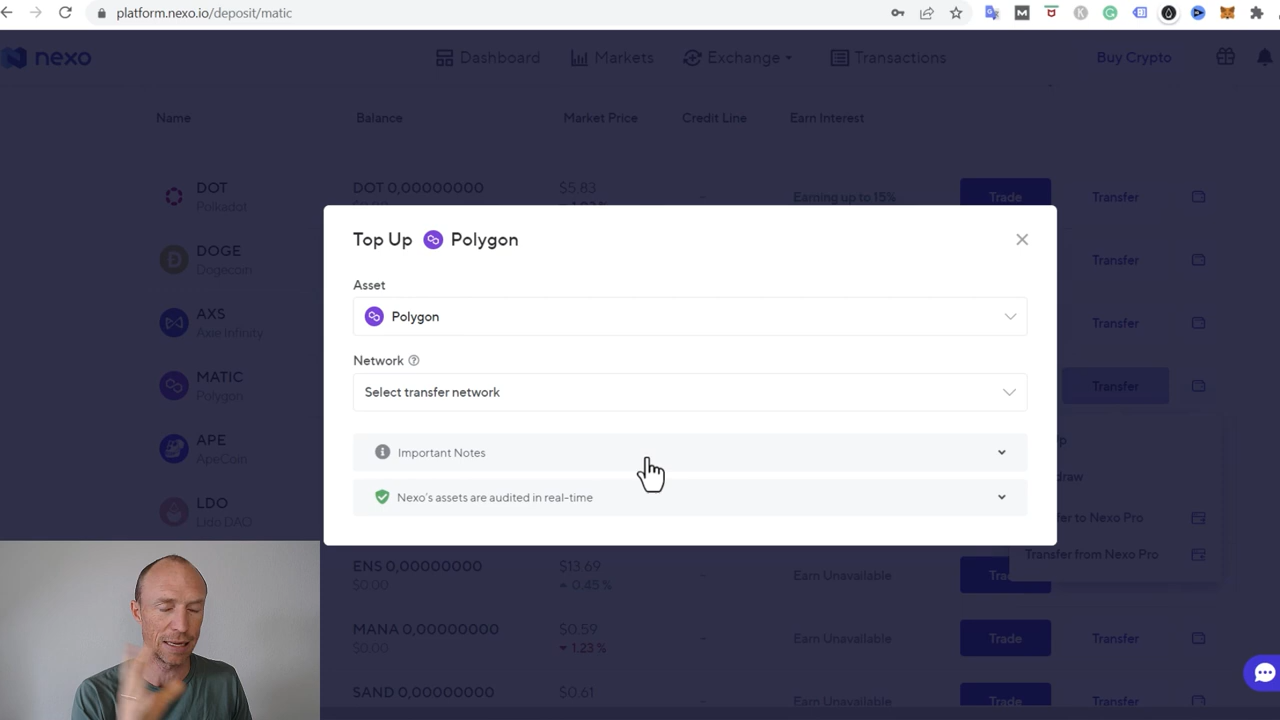 platform.nexo.io/deposit/matic
nexo
Dashboard
Markets
Exchange
Transactions
Buy Crypto
Name
Balance
Market Price
Credit Line
Earn Interest
DOT
Polkadot
DOT 0,00000000
$5.83
-
Earning up to 15%
Trade
Transfer
DOGE
Dogecoin
Transfer
AXS
Axie Infinity
Transfer
MATIC
Polygon
Transfer
APE
ApeCoin
LDO
Lido DAO
Top Up Polygon
Asset
Polygon
Network
Select transfer network
Important Notes
Nexo's assets are audited in real-time
Transfer from Nexo Pro
ENS 0,00000000
$0.00
$13.69
0.45 %
-
Earn Unavailable
MANA 0,00000000
$0.00
$0.59
1.23 %
-
Earn Unavailable
Trade
Transfer
SAND 0,00000000
$0.61
-
Earn Unavailable
Trade
Transfer